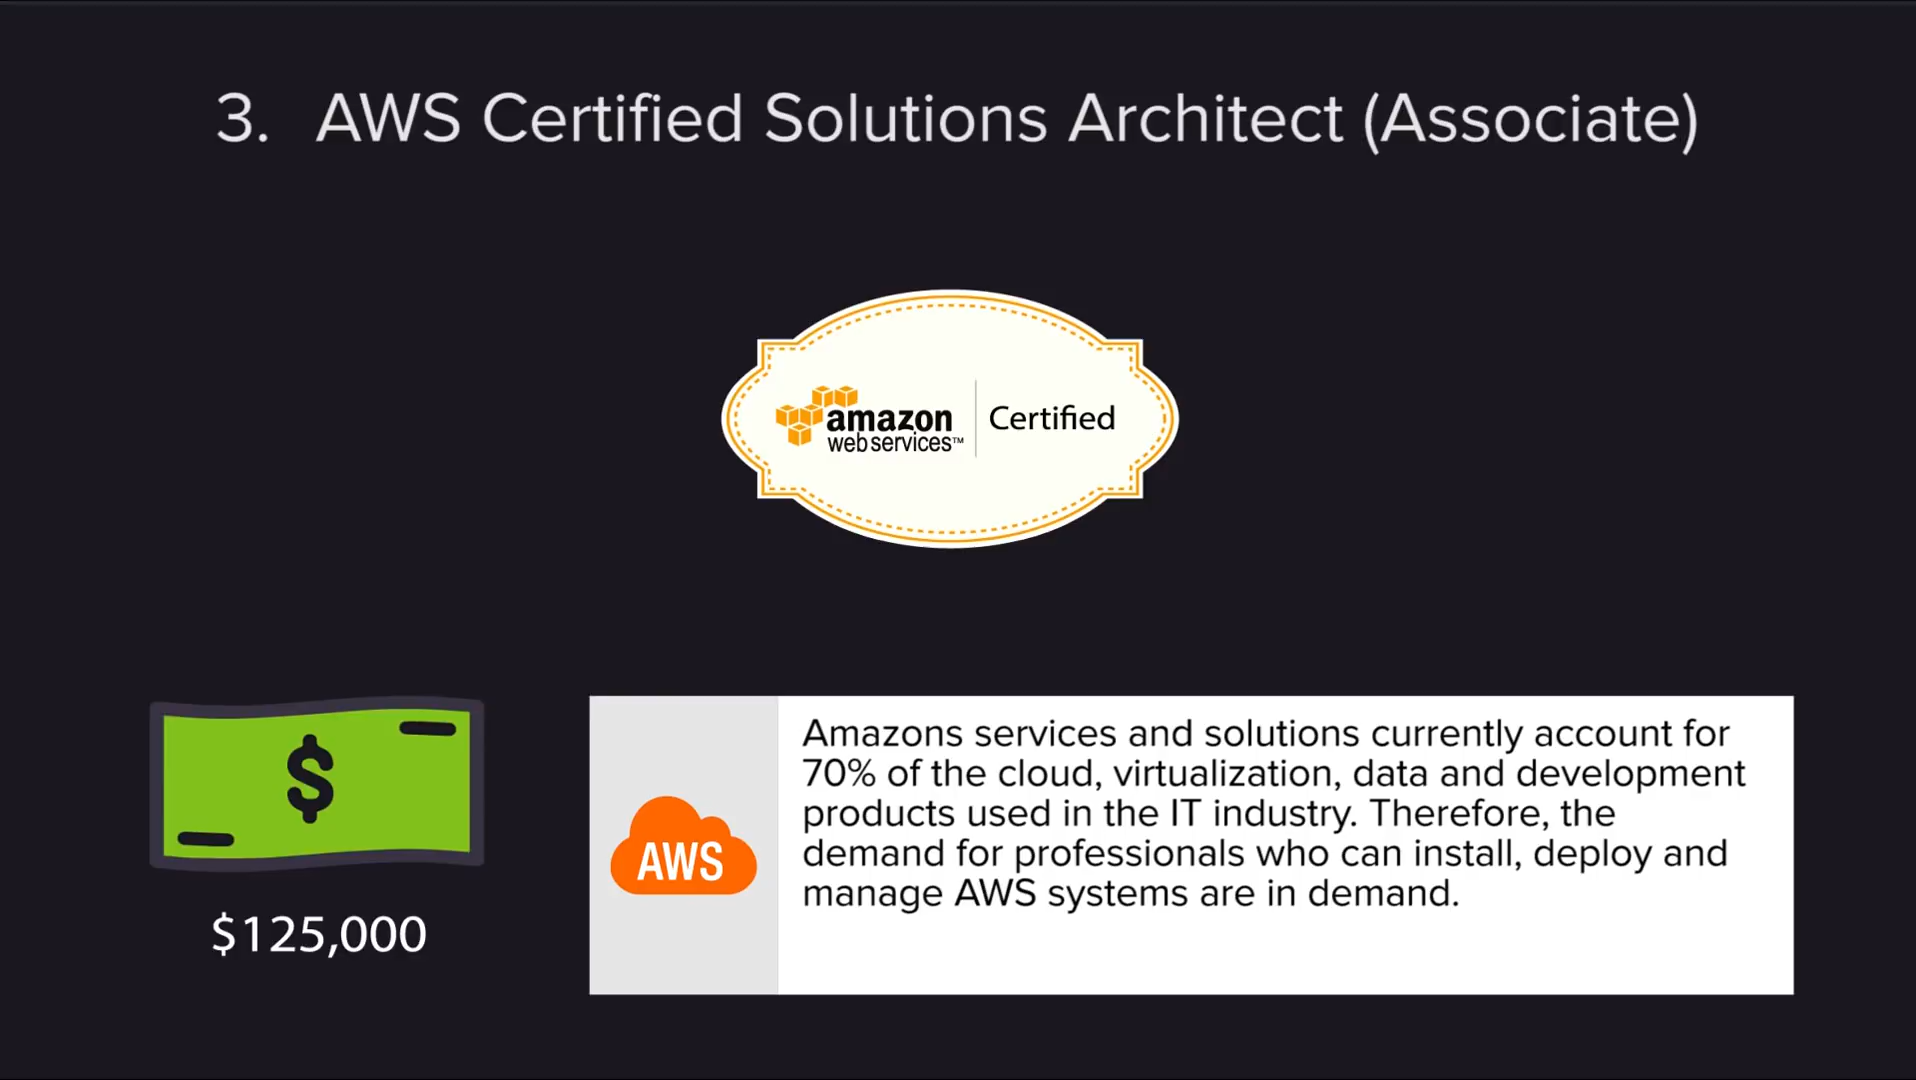 3. AWS Certified Solutions Architect (Associate)
amazon
web services™
Certified
$
$125,000
AWS
Amazons services and solutions currently account for
70% of the cloud, virtualization, data and development
products used in the IT industry. Therefore, the
demand for professionals who can install, deploy and
manage AWS systems are in demand.